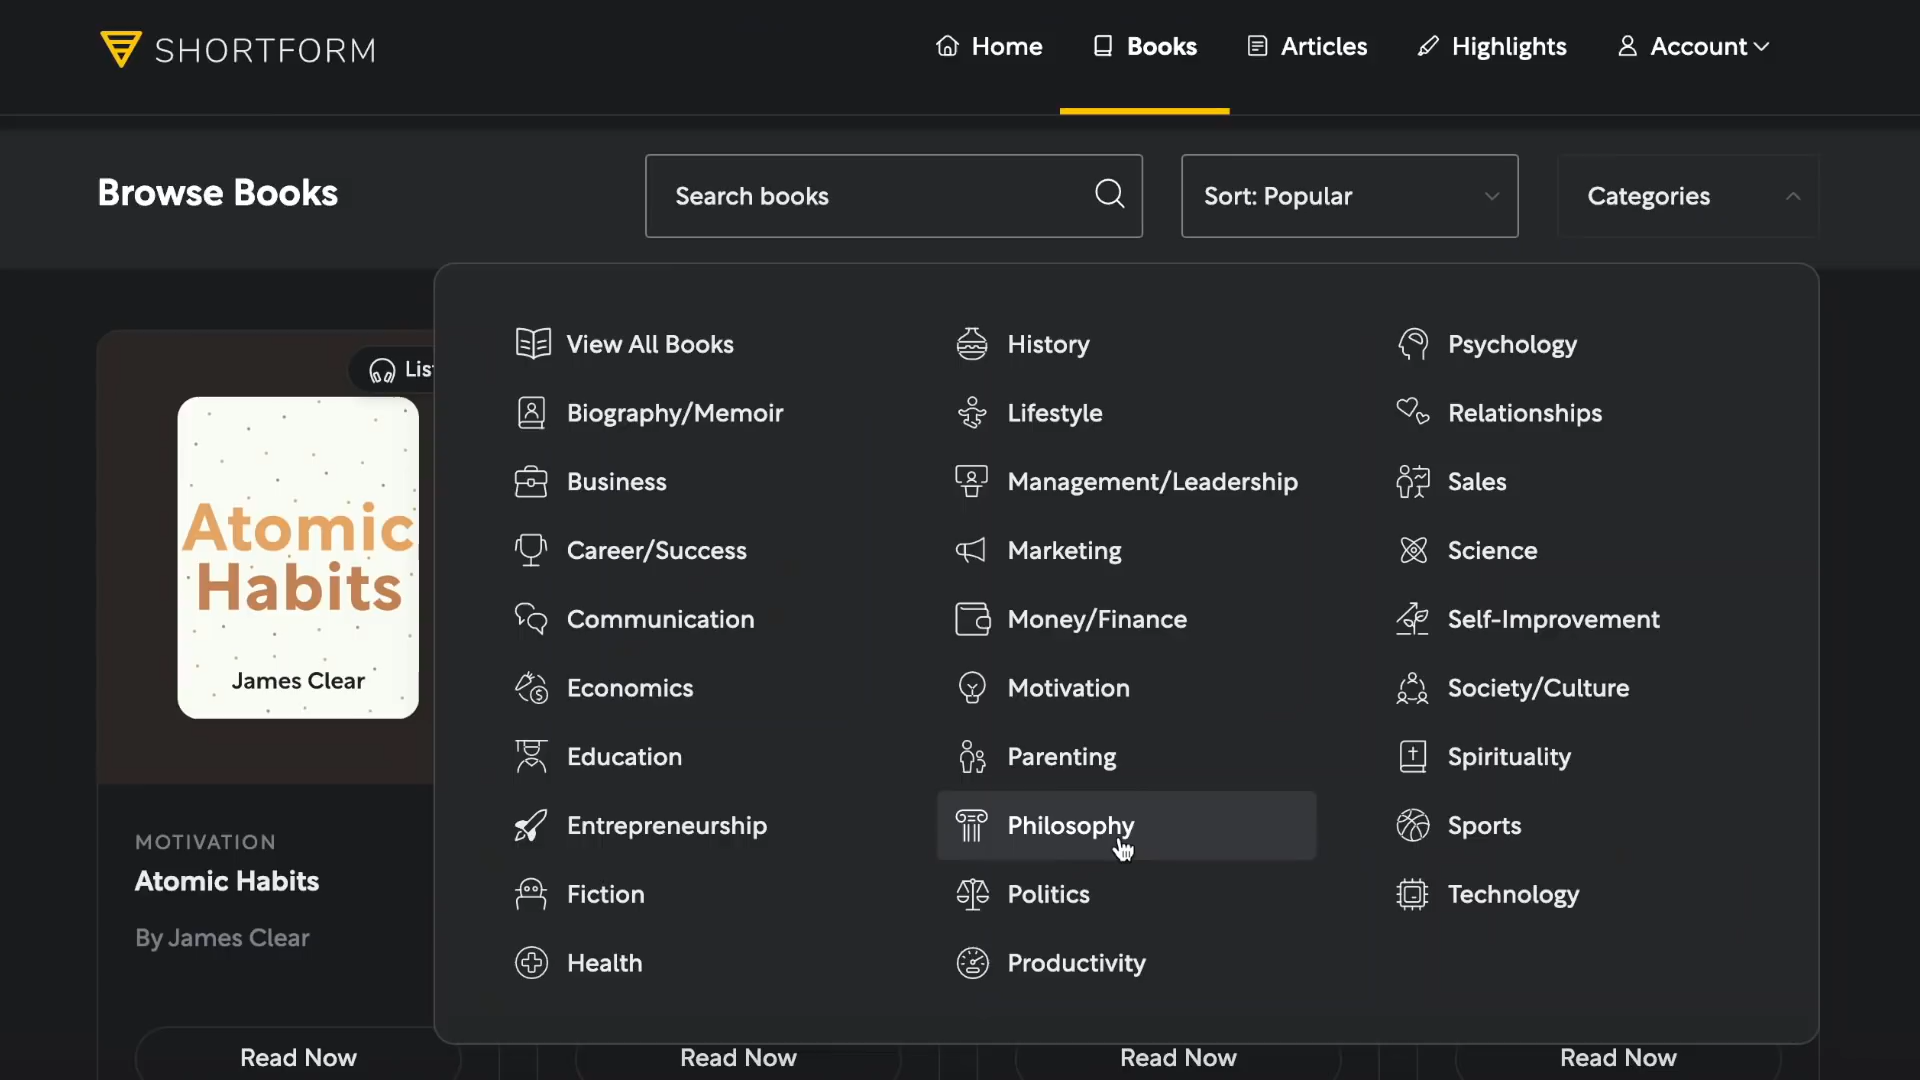 SHORTFORM
Home
Books
Articles
Highlights
Account
Browse Books
Search books
Sort: Popular
Categories
View All Books
Biography/Memoir
Business
Career/Success
Communication
Economics
Education
Entrepreneurship
Fiction
Health
History
Lifestyle
Management/Leadership
Marketing
Money/Finance
Motivation
Parenting
Philosophy
Politics
Productivity
Psychology
Relationships
Sales
Science
Self-Improvement
Society/Culture
Spirituality
Sports
Technology
Atomic
Habits
James Clear
MOTIVATION
Atomic Habits
By James Clear
Read Now
Read Now
Read Now
Read Now